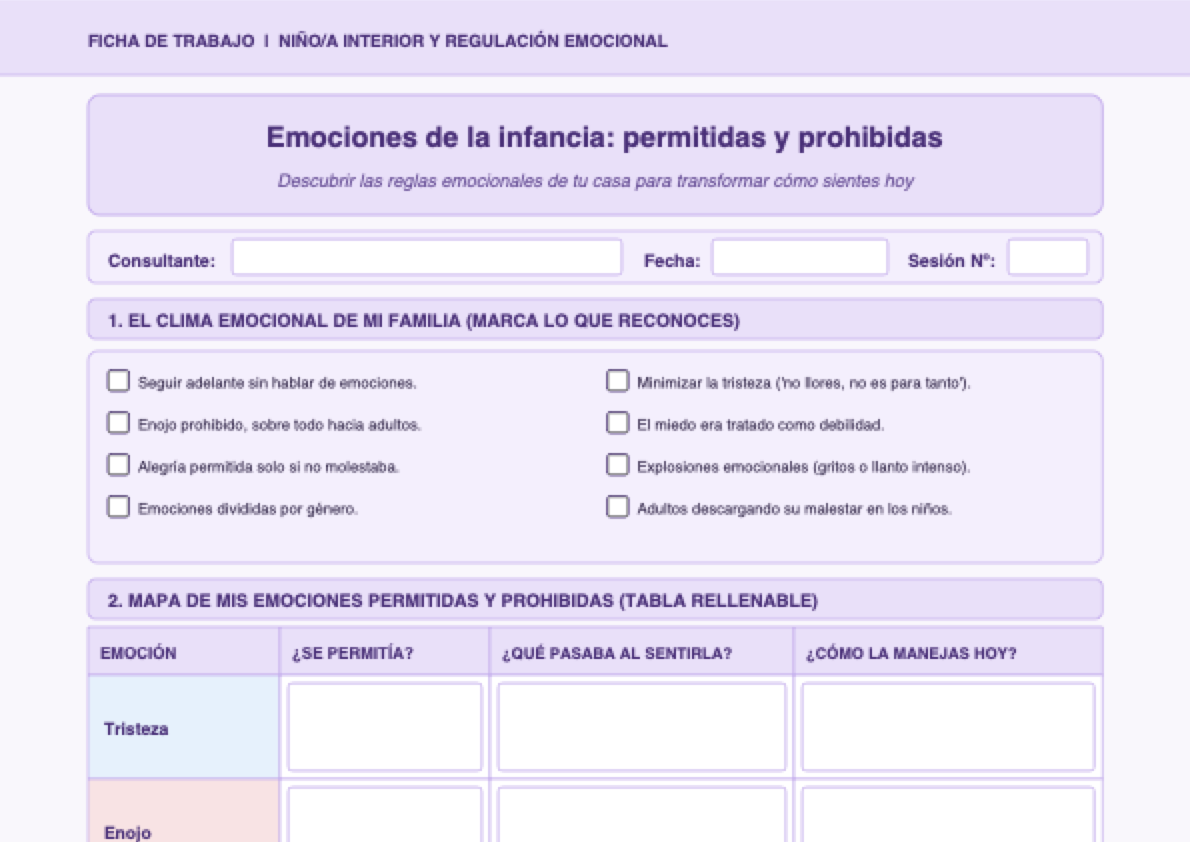 FICHA DE TRABAJO | NIÑO/A INTERIOR Y REGULACIÓN EMOCIONAL
Emociones de la infancia: permitidas y prohibidas
Descubrir las reglas emocionales de tu casa para transformar cómo sientes hoy
Consultante: Fecha: Sesión Nº:
1. EL CLIMA EMOCIONAL DE MI FAMILIA (MARCA LO QUE RECONOCES)
Seguir adelante sin hablar de emociones. Minimizar la tristeza ('no llores, no es para tanto').
Enojo prohibido, sobre todo hacia adultos. El miedo era tratado como debilidad.
Alegría permitida solo si no molestaba. Explosiones emocionales (gritos o llanto intenso).
Emociones divididas por género. Adultos descargando su malestar en los niños.
2. MAPA DE MIS EMOCIONES PERMITIDAS Y PROHIBIDAS (TABLA RELLENABLE)
EMOCIÓN ¿SE PERMITÍA? ¿QUÉ PASABA AL SENTIRLA? ¿CÓMO LA MANEJAS HOY?
Tristeza
Enojo